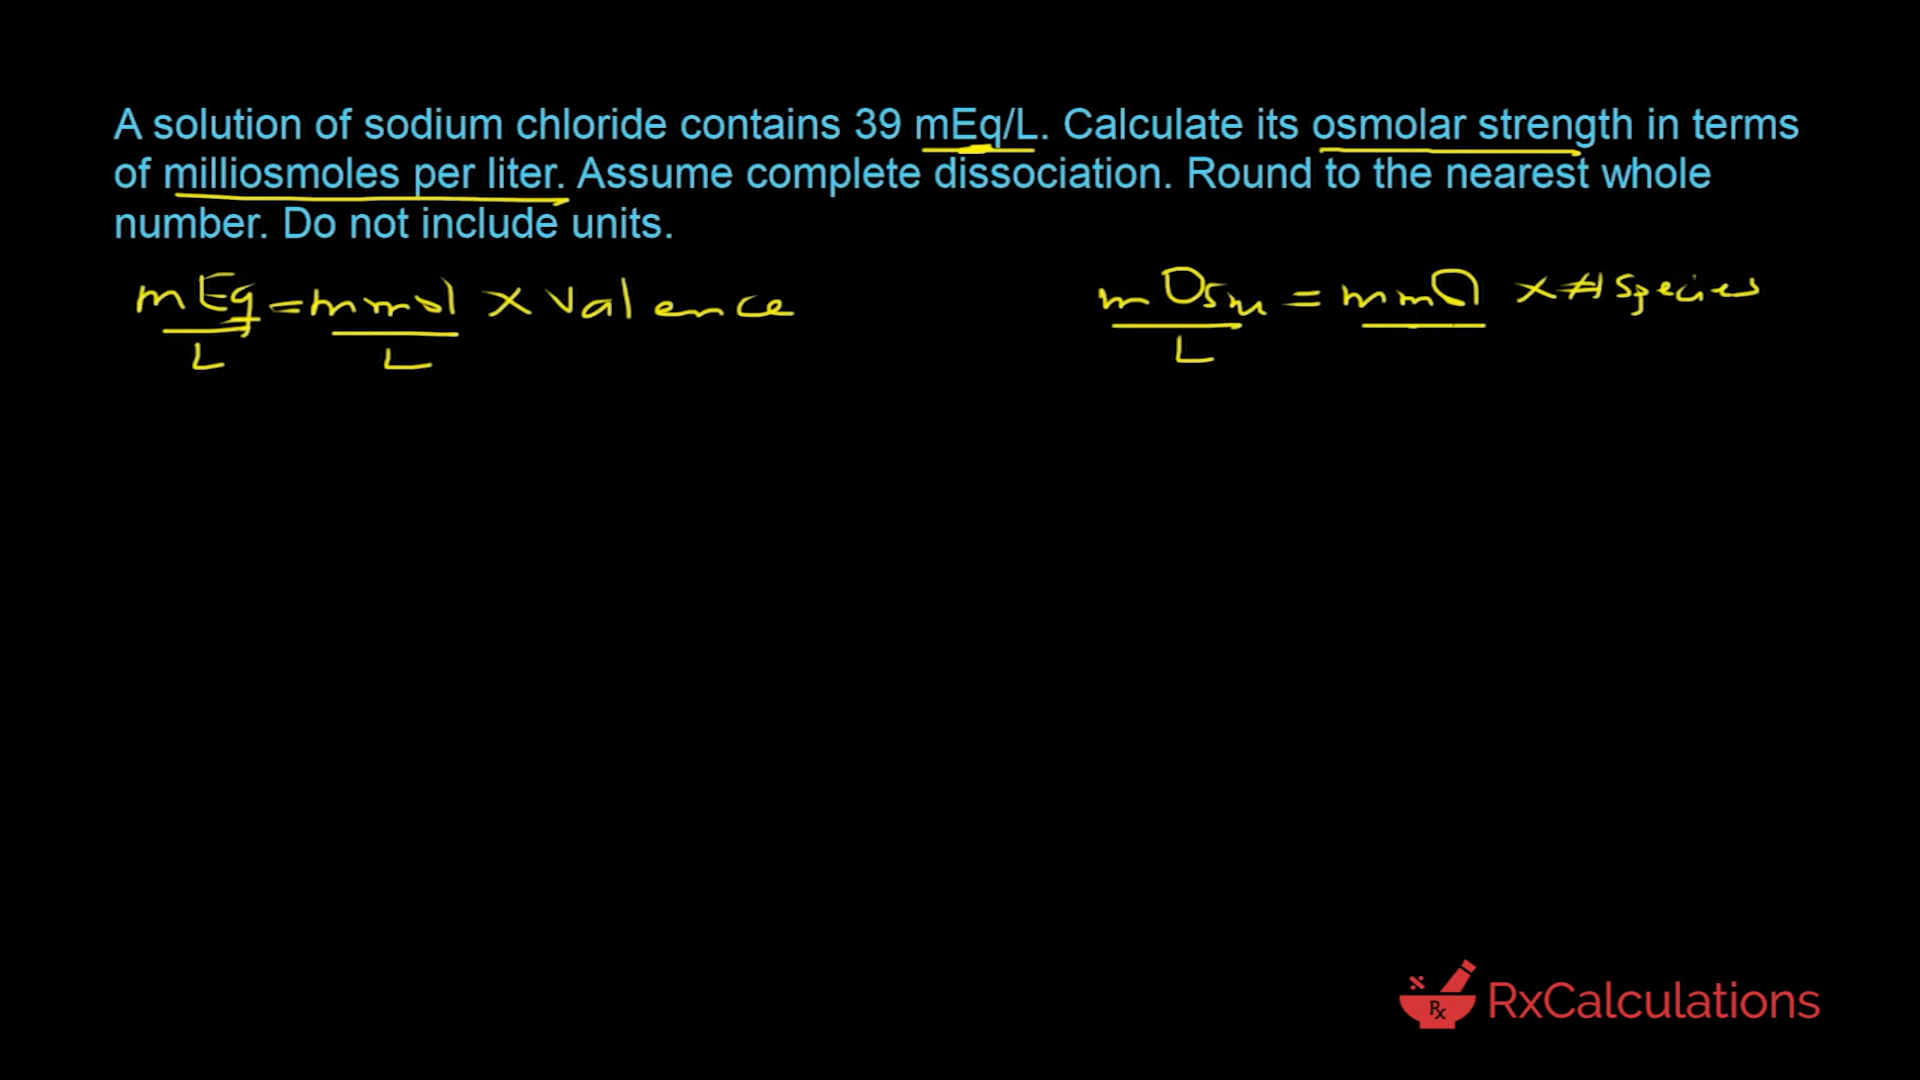 A solution of sodium chloride contains 39 mEq/L. Calculate its osmolar strength in terms
of milliosmoles per liter. Assume complete dissociation. Round to the nearest whole
number. Do not include units.
mEq/L = mmol/L x valence
mOsm/L = mmol x # Species
Rx
RxCalculations